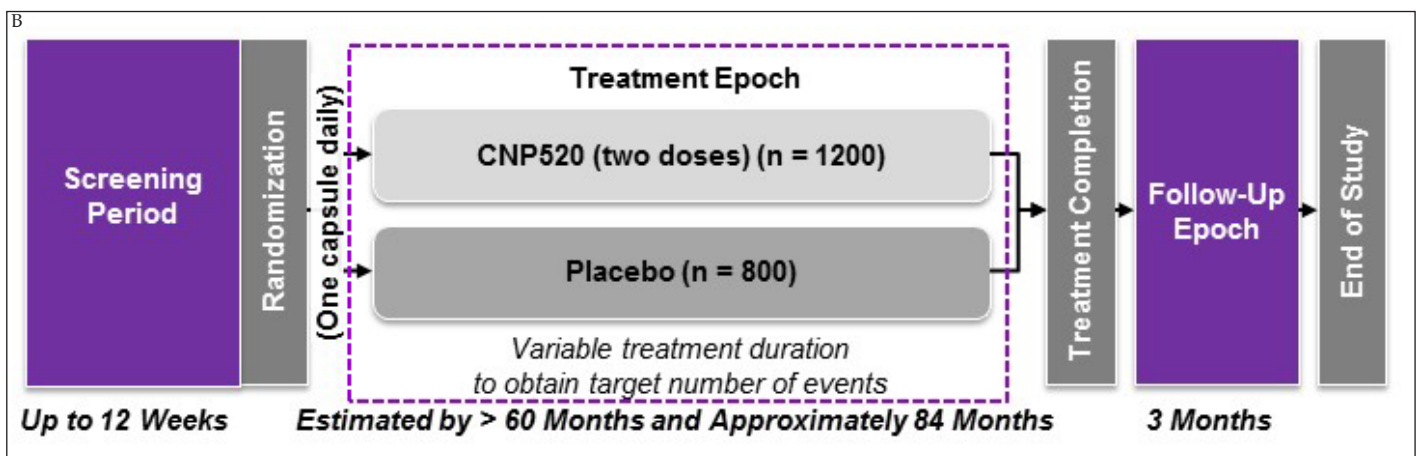 B
Screening
Period
Randomization
(One capsule daily)
Treatment Epoch
CNP520 (two doses) (n = 1200)
Placebo (n = 800)
Variable treatment duration
to obtain target number of events
Treatment Completion
Follow-Up
Epoch
End of Study
Up to 12 Weeks
Estimated by > 60 Months and Approximately 84 Months
3 Months